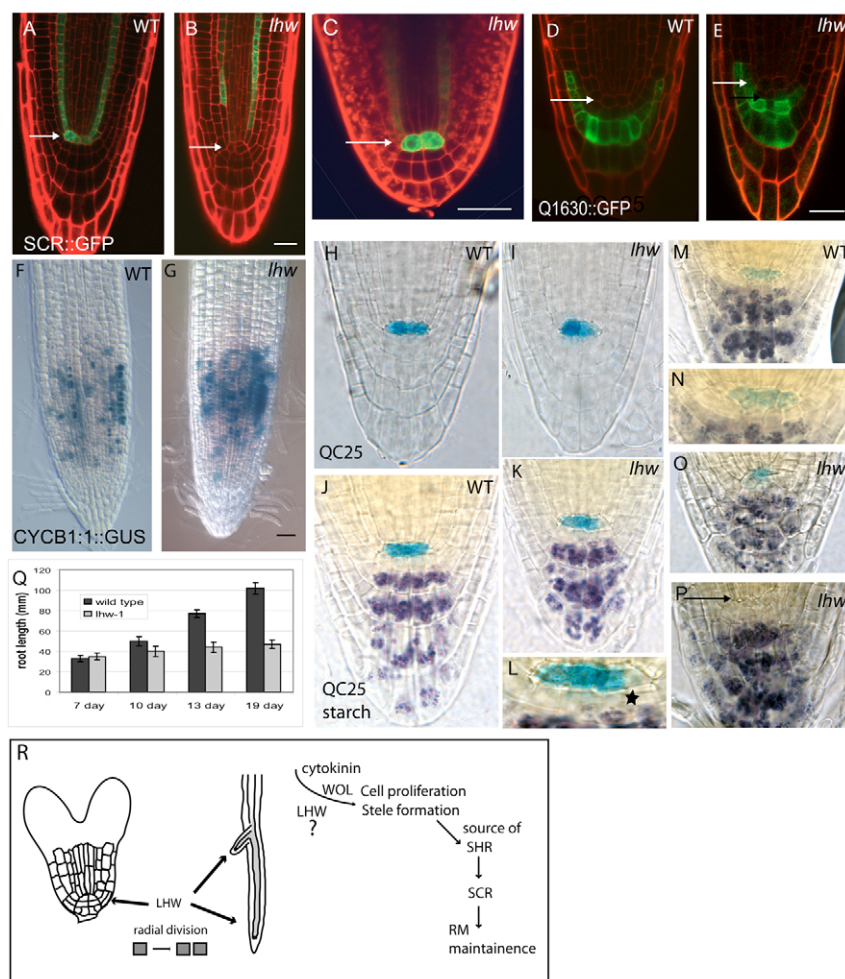 A WT
B lhw
C lhw
D WT
E lhw
SCR::GFP
Q1630::GFP
F WT
G lhw
H WT
I lhw
M WT
N
QC25
CYCB1:1::GUS
J WT
K lhw
O lhw
L
P lhw
QC25
starch
Q
root length (mm)
120
100
80
60
40
20
0
wild type
lhw-1
7 day 10 day 13 day 19 day
R
cytokinin
WOL Cell proliferation
LHW Stele formation
?
source of
SHR
SCR
RM
maintainence
LHW
radial division